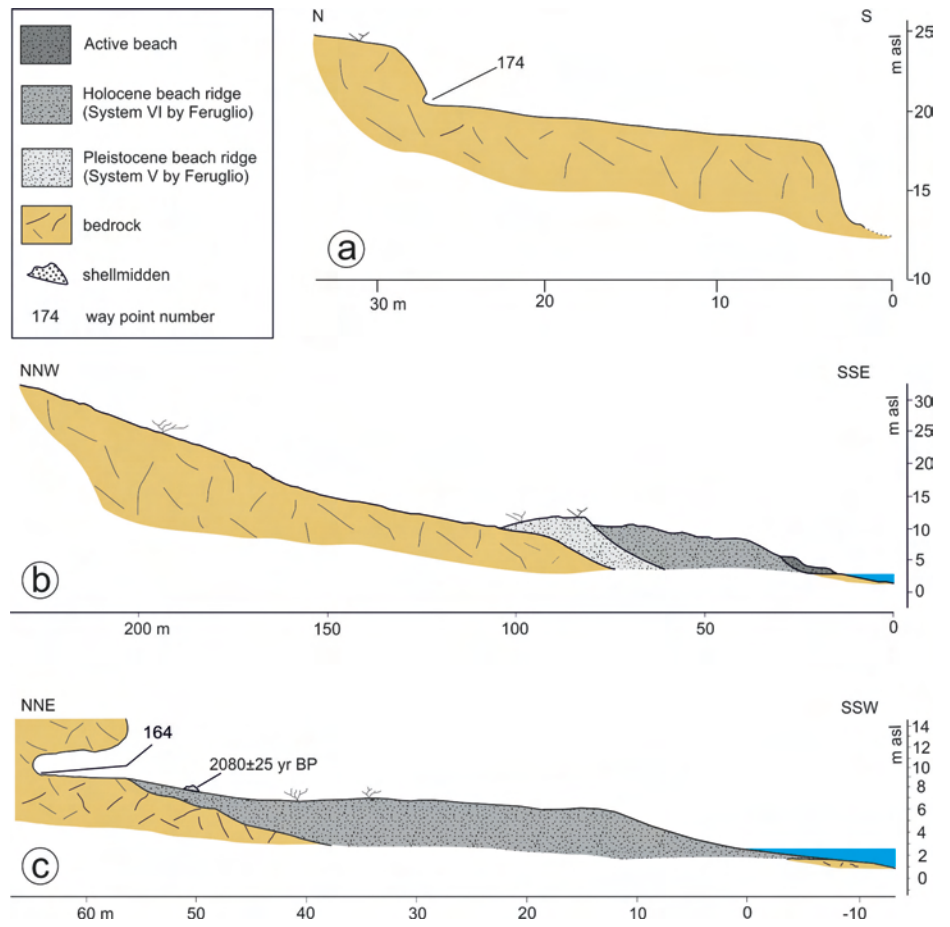 Active beach
Holocene beach ridge
(System VI by Feruglio)
Pleistocene beach ridge
(System V by Feruglio)
bedrock
shellmidden
174 way point number
N S
174
m asl
25
20
15
10
a
30 m 20 10 0
NNW SSE
m asl
30
25
20
15
10
5
0
b
200 m 150 100 50 0
NNE SSW
164
2080±25 yr BP
m asl
14
12
10
8
6
4
2
0
c
60 m 50 40 30 20 10 0 -10